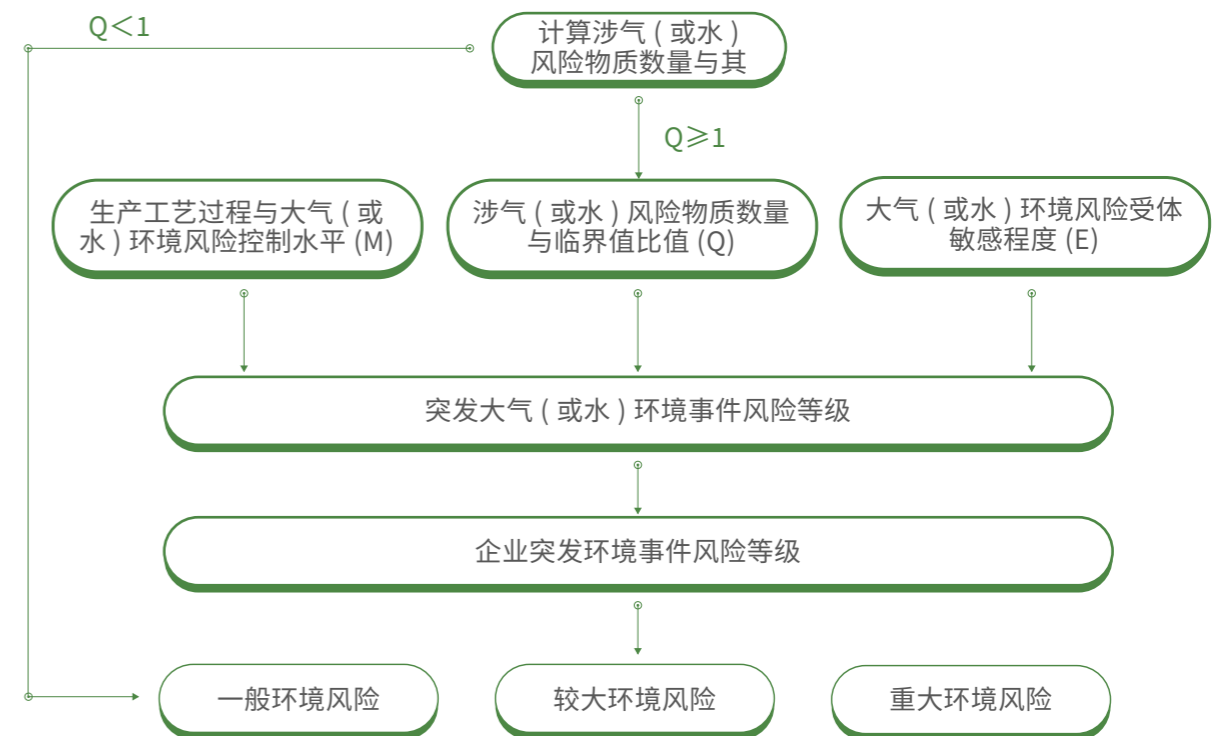 Q＜1
计算涉气 ( 或水 )
风险物质数量与其
Q≥1
生产工艺过程与大气 ( 或
水 ) 环境风险控制水平 (M)
涉气 ( 或水 ) 风险物质数量
与临界值比值 (Q)
大气 ( 或水 ) 环境风险受体
敏感程度 (E)
突发大气 ( 或水 ) 环境事件风险等级
企业突发环境事件风险等级
一般环境风险
较大环境风险
重大环境风险